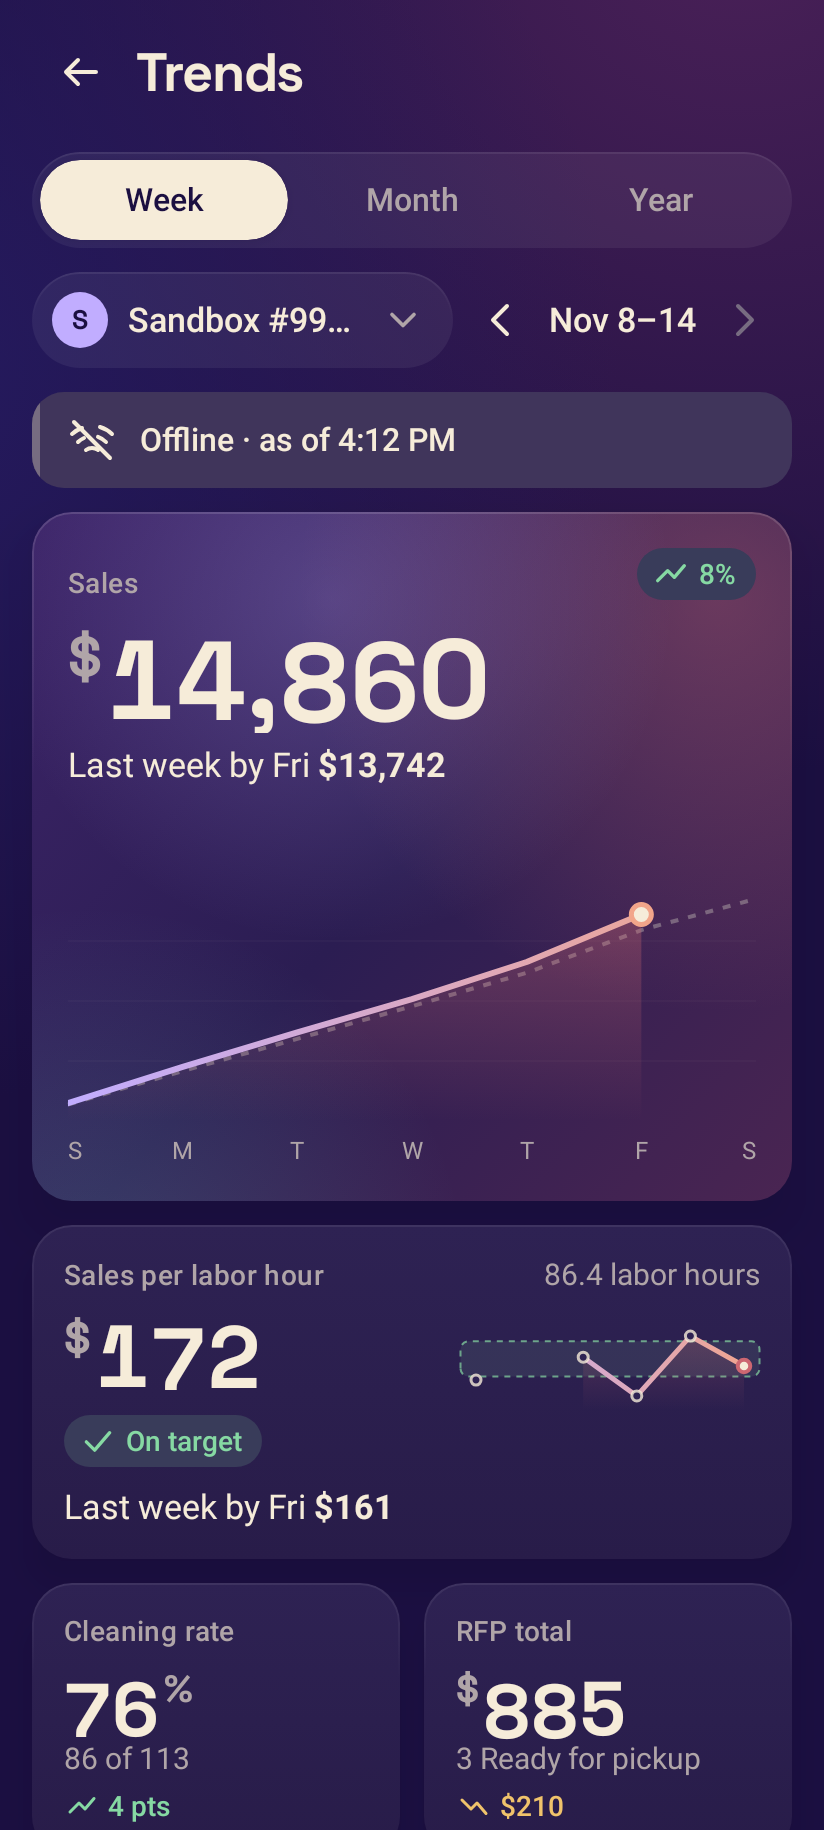 Trends
Week Month Year
S Sandbox #99... Nov 8–14
Offline · as of 4:12 PM
Sales 8%
$14,860
Last week by Fri $13,742
S M T W T F S
Sales per labor hour 86.4 labor hours
$172
On target
Last week by Fri $161
Cleaning rate
76%
86 of 113
4 pts
RFP total
$885
3 Ready for pickup
$210